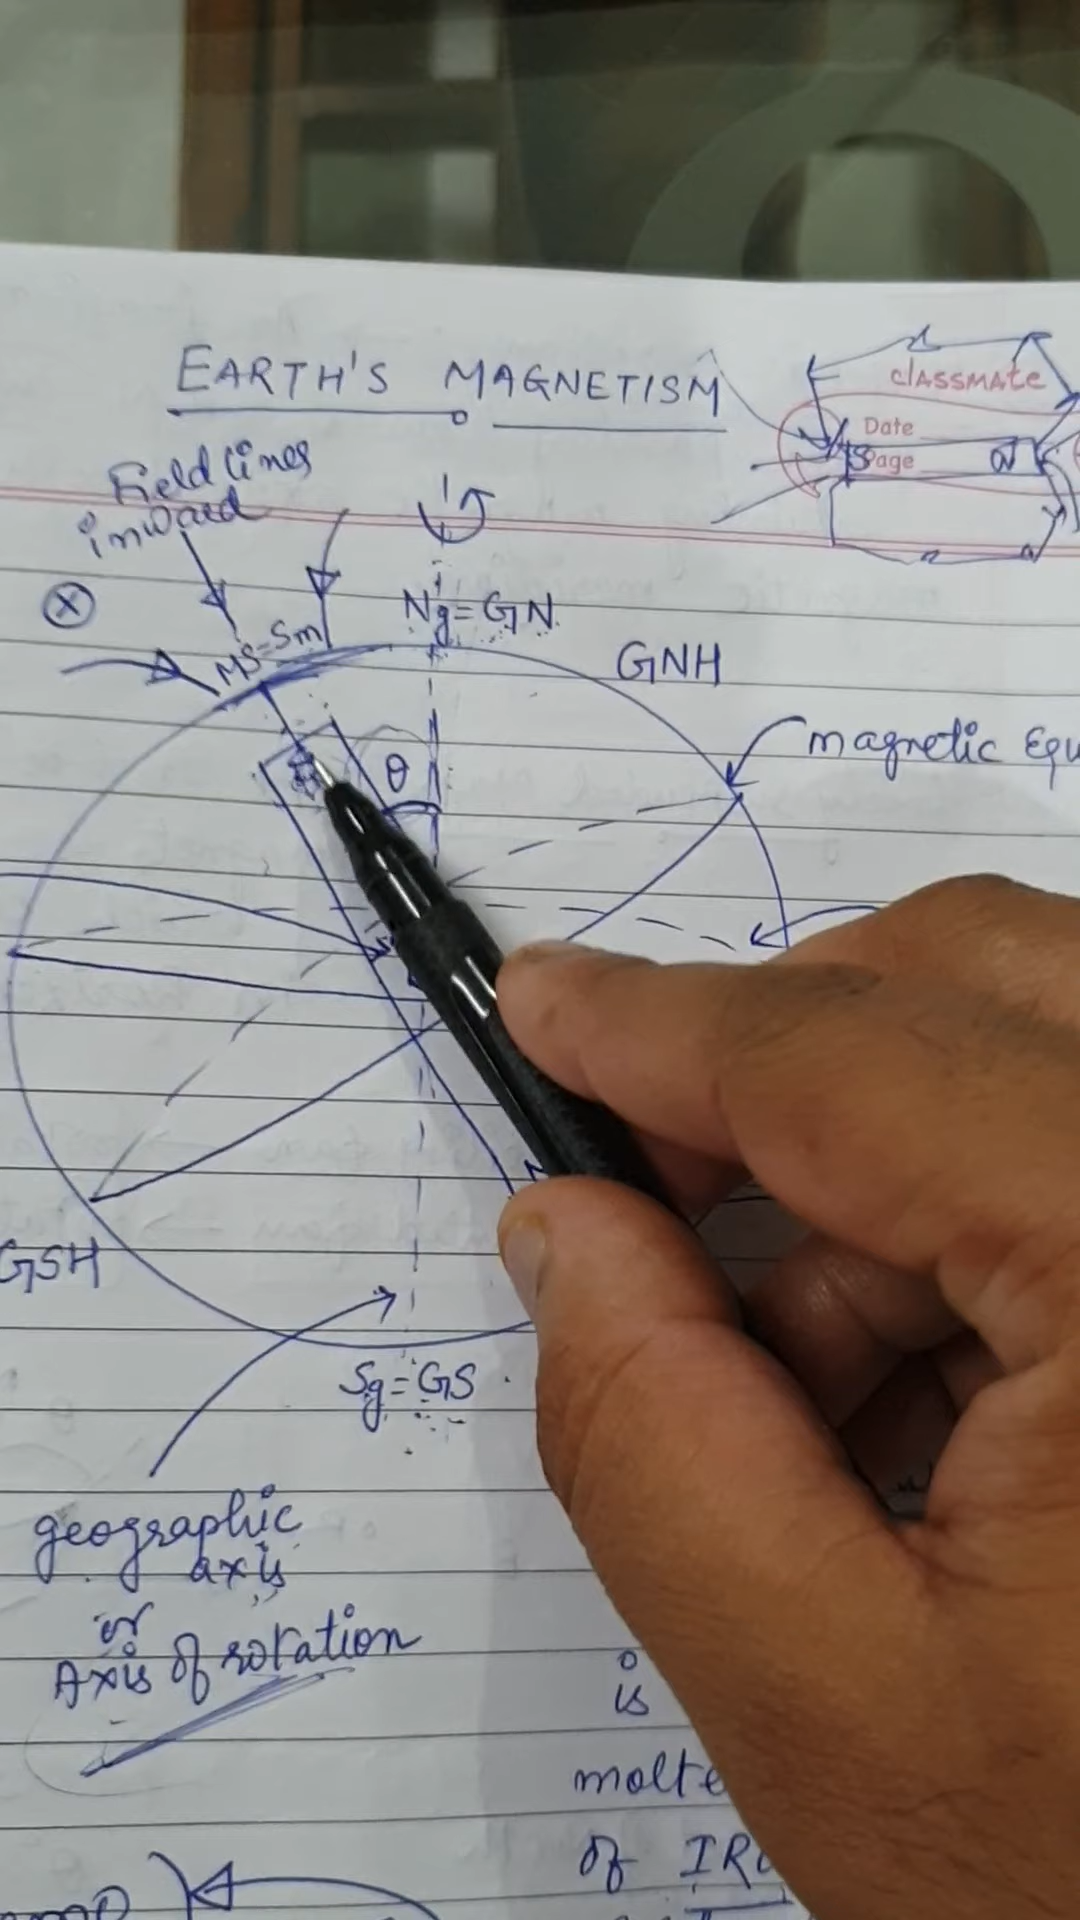 EARTH'S MAGNETISM
classmate
Date
Page
S
Field lines
inward
X
Ng=GN
MS=Sm
GNH
magnetic Equ
θ
N
GSH
Sg=GS
geographic
axis
or
Axis of rotation
is
molte
of IRO